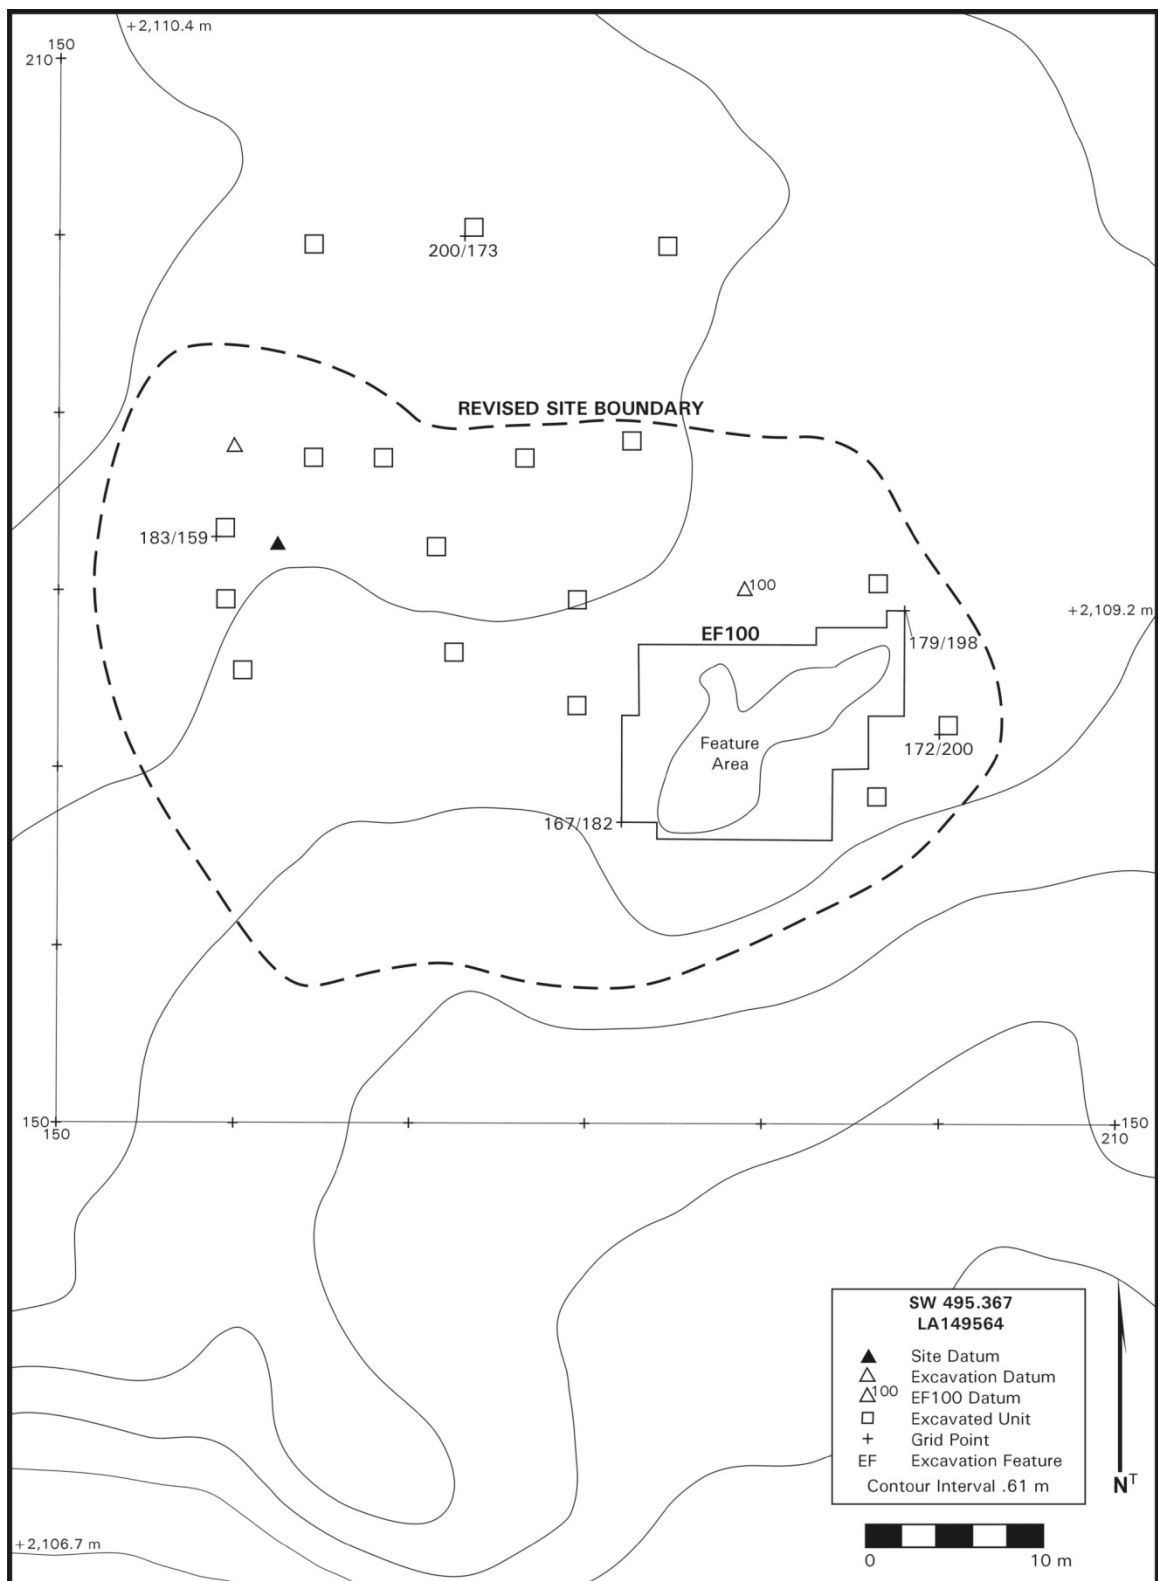 +2,110.4 m
150
210
200/173
REVISED SITE BOUNDARY
183/159
100
+2,109.2 m
EF100
179/198
Feature
Area
172/200
167/182
150
150
150
210
SW 495.367
LA149564
Site Datum
Excavation Datum
100 EF100 Datum
Excavated Unit
+ Grid Point
EF Excavation Feature
Contour Interval .61 m
NT
+2,106.7 m
0 10 m